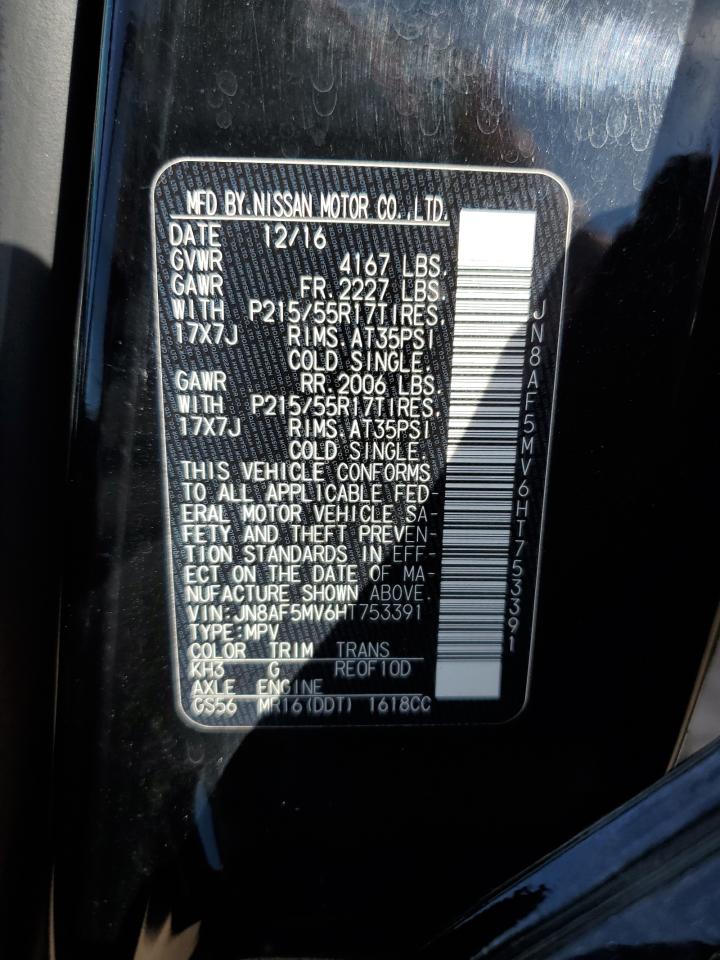 MFD BY NISSAN MOTOR CO.,LTD.
DATE 12/16
GVWR 4167 LBS.
GAWR FR. 2227 LBS.
WITH P215/55R17TIRES.
17X7J RIMS. AT35PSI
COLD SINGLE.
GAWR RR. 2006 LBS.
WITH P215/55R17TIRES.
17X7J RIMS. AT35PSI
COLD SINGLE.
THIS VEHICLE CONFORMS
TO ALL APPLICABLE FED-
ERAL MOTOR VEHICLE SA-
FETY AND THEFT PREVEN-
TION STANDARDS IN EFF-
ECT ON THE DATE OF MA-
NUFACTURE SHOWN ABOVE.
VIN:JN8AF5MV6HT753391
TYPE:MPV
COLOR TRIM TRANS
KH3 G RE0F10D
AXLE ENGINE
GS56 MR16(DDT) 1618CC
JN8AF5MV6HT753391